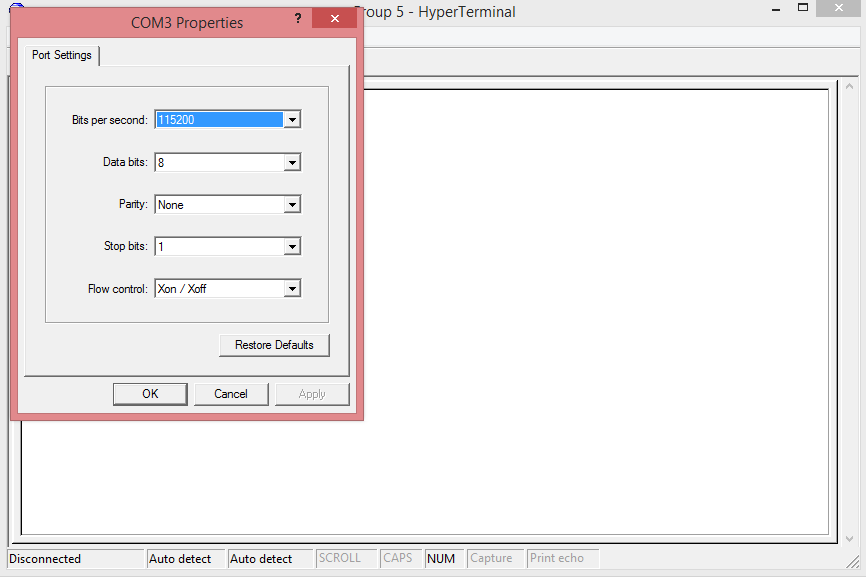 COM3 Properties
?
roup 5 - HyperTerminal
Port Settings
Bits per second: 115200
Data bits: 8
Parity: None
Stop bits: 1
Flow control: Xon / Xoff
Restore Defaults
OK Cancel Apply
Disconnected Auto detect Auto detect SCROLL CAPS NUM Capture Print echo